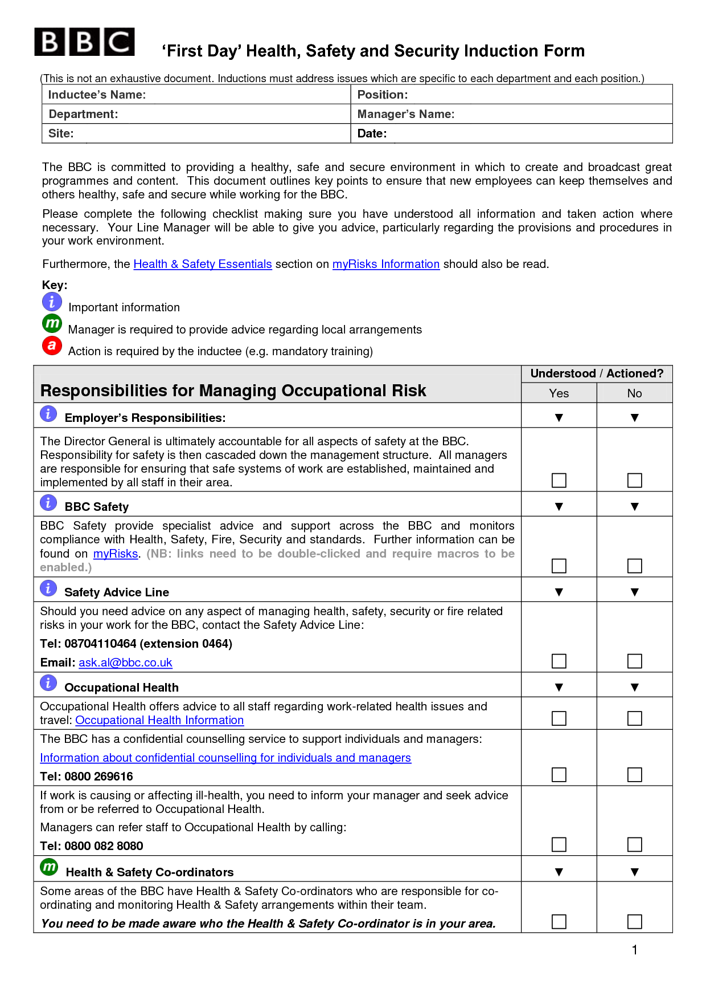 BBC
‘First Day’ Health, Safety and Security Induction Form
(This is not an exhaustive document. Inductions must address issues which are specific to each department and each position.)
Inductee’s Name: Position:
Department: Manager’s Name:
Site: Date:
The BBC is committed to providing a healthy, safe and secure environment in which to create and broadcast great
programmes and content. This document outlines key points to ensure that new employees can keep themselves and
others healthy, safe and secure while working for the BBC.
Please complete the following checklist making sure you have understood all information and taken action where
necessary. Your Line Manager will be able to give you advice, particularly regarding the provisions and procedures in
your work environment.
Furthermore, the Health & Safety Essentials section on myRisks Information should also be read.
Key:
i Important information
m Manager is required to provide advice regarding local arrangements
a Action is required by the inductee (e.g. mandatory training)
Understood / Actioned?
Responsibilities for Managing Occupational Risk Yes No
i Employer’s Responsibilities: ▼ ▼
The Director General is ultimately accountable for all aspects of safety at the BBC.
Responsibility for safety is then cascaded down the management structure. All managers
are responsible for ensuring that safe systems of work are established, maintained and
implemented by all staff in their area.
i BBC Safety ▼ ▼
BBC Safety provide specialist advice and support across the BBC and monitors
compliance with Health, Safety, Fire, Security and standards. Further information can be
found on myRisks. (NB: links need to be double-clicked and require macros to be
enabled.)
i Safety Advice Line ▼ ▼
Should you need advice on any aspect of managing health, safety, security or fire related
risks in your work for the BBC, contact the Safety Advice Line:
Tel: 08704110464 (extension 0464)
Email: ask.al@bbc.co.uk
i Occupational Health ▼ ▼
Occupational Health offers advice to all staff regarding work-related health issues and
travel: Occupational Health Information
The BBC has a confidential counselling service to support individuals and managers:
Information about confidential counselling for individuals and managers
Tel: 0800 269616
If work is causing or affecting ill-health, you need to inform your manager and seek advice
from or be referred to Occupational Health.
Managers can refer staff to Occupational Health by calling:
Tel: 0800 082 8080
m Health & Safety Co-ordinators ▼ ▼
Some areas of the BBC have Health & Safety Co-ordinators who are responsible for co-
ordinating and monitoring Health & Safety arrangements within their team.
You need to be made aware who the Health & Safety Co-ordinator is in your area.
1